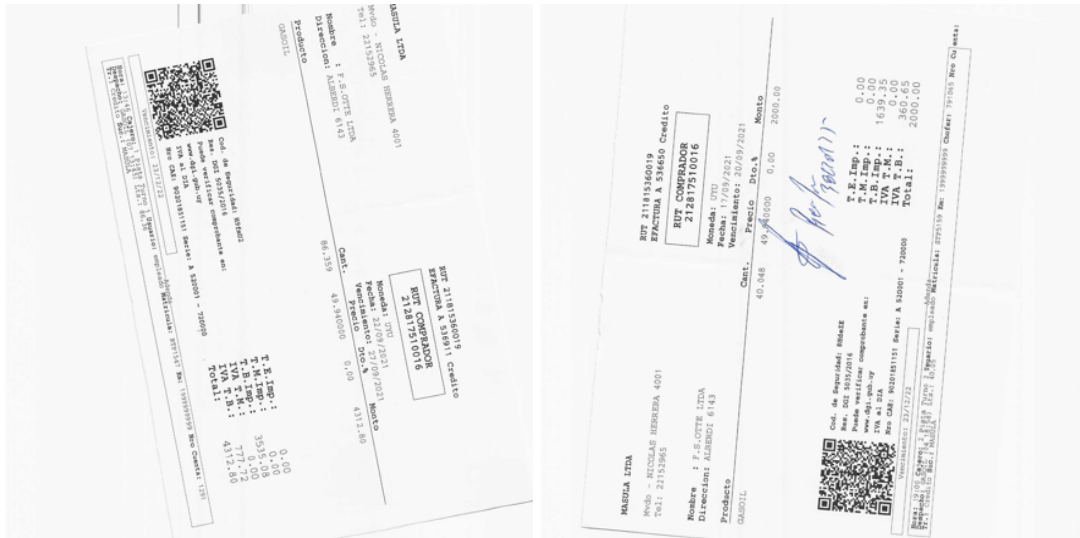 MASULA LTDA
Mvdo - NICOLAS HERRERA 4001
Tel: 22152965
RUT 211815360019
EFACTURA A 536911 Credito
RUT COMPRADOR
212817510016
Nombre : F.S.OTTE LTDA
Direccion: ALBERDI 6143
Moneda: UYU
Fecha: 22/09/2021
Vencimiento: 27/09/2021
Producto Cant. Precio Dto.% Monto
GASOIL 86.359 49.940000 0,00 4312.80
T.E.Imp.: 0.00
T.M.Imp.: 0.00
T.B.Imp.: 3535.08
IVA T.M.: 0.00
IVA T.B.: 777.72
Total: 4312.80
Res. DGI 5035/2016
Puede verificar comprobante en:
www.dgi.gub.uy
IVA al DIA
Nro CAE: 90201851151 Serie: A 520001 - 720000
Vencimiento: 23/12/22
MASULA LTDA
Mvdo - NICOLAS HERRERA 4001
Tel: 22152965
RUT 211815360019
EFACTURA A 536650 Credito
RUT COMPRADOR
212817510016
Nombre : F.S.OTTE LTDA
Direccion: ALBERDI 6143
Moneda: UYU
Fecha: 17/09/2021
Vencimiento: 20/09/2021
Producto Cant. Precio Dto.% Monto
GASOIL 40.048 49.940000 0,00 2000.00
T.E.Imp.: 0.00
T.M.Imp.: 0.00
T.B.Imp.: 1639.35
IVA T.M.: 0.00
IVA T.B.: 360.65
Total: 2000.00
Res. DGI 5035/2016
Puede verificar comprobante en:
www.dgi.gub.uy
IVA al DIA
Nro CAE: 90201851151 Serie: A 520001 - 720000
Vencimiento: 23/12/22